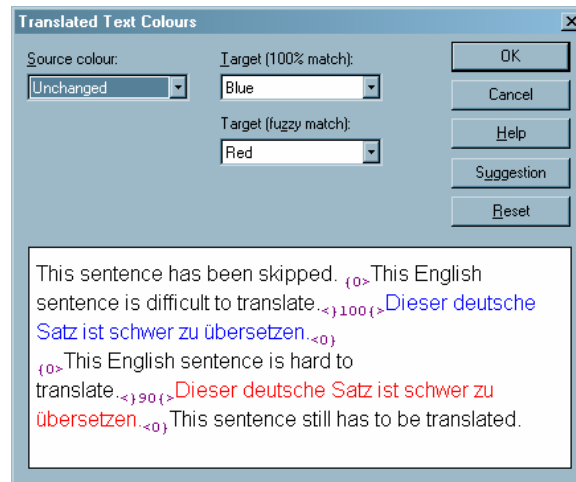 Translated Text Colours
Source colour:
Target (100% match):
OK
Unchanged
Blue
Cancel
Target (fuzzy match):
Help
Red
Suggestion
Reset
This sentence has been skipped. {0>This English
sentence is difficult to translate.<}100{>Dieser deutsche
Satz ist schwer zu übersetzen.<0}
{0>This English sentence is hard to
translate.<}90{>Dieser deutsche Satz ist schwer zu
übersetzen.<0}This sentence still has to be translated.